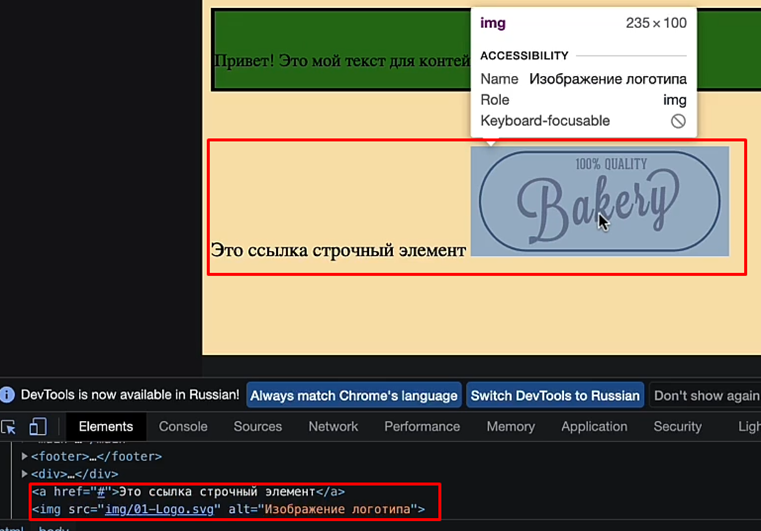 Привет! Это мой текст для контей
img 235 × 100
ACCESSIBILITY
Name Изображение логотипа
Role img
Keyboard-focusable
100% QUALITY
Bakery
Это ссылка строчный элемент
DevTools is now available in Russian! Always match Chrome's language Switch DevTools to Russian Don't show again
Elements Console Sources Network Performance Memory Application Security Ligh
<footer>…</footer>
<div>…</div>
<a href="#">Это ссылка строчный элемент</a>
<img src="img/01-Logo.svg" alt="Изображение логотипа">
html body